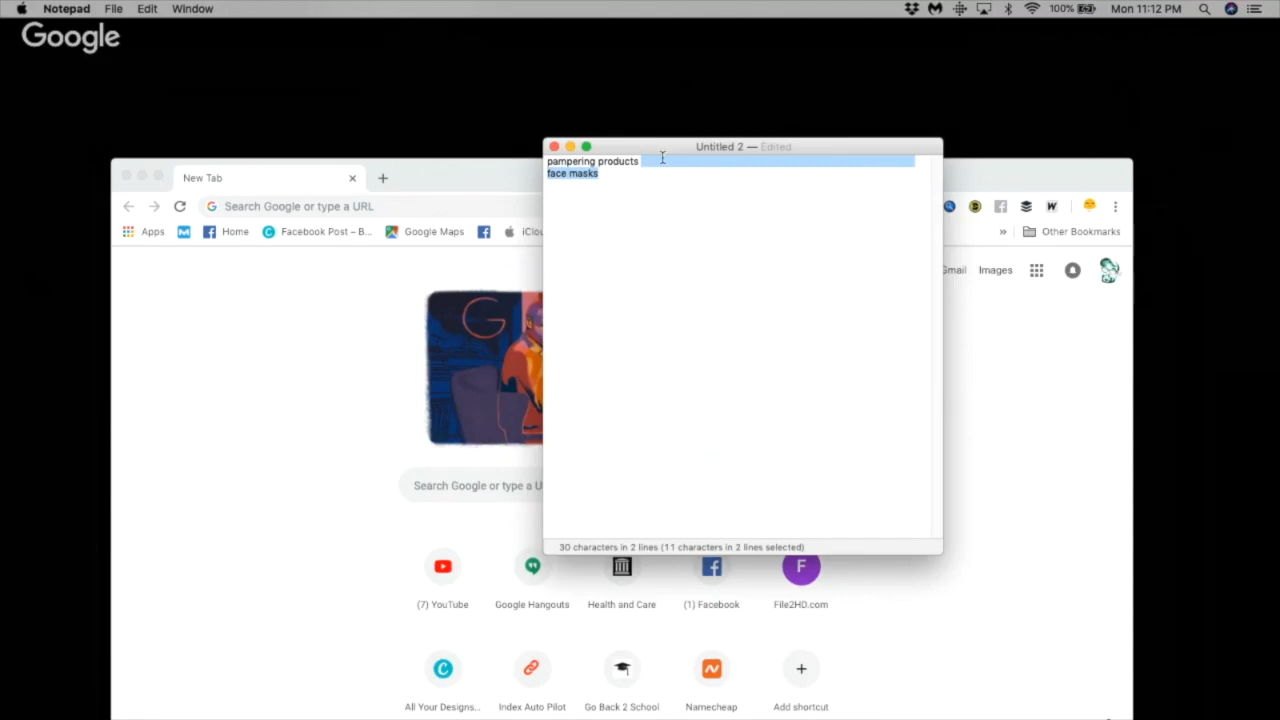 Notepad File Edit Window 100% Mon 11:12 PM
Google
Untitled 2 — Edited
pampering products
face masks
New Tab
Search Google or type a URL
Apps Home Facebook Post – B... Google Maps iClou Other Bookmarks
Gmail Images
Search Google or type a U
30 characters in 2 lines (11 characters in 2 lines selected)
F
(7) YouTube Google Hangouts Health and Care (1) Facebook File2HD.com
All Your Designs... Index Auto Pilot Go Back 2 School Namecheap Add shortcut